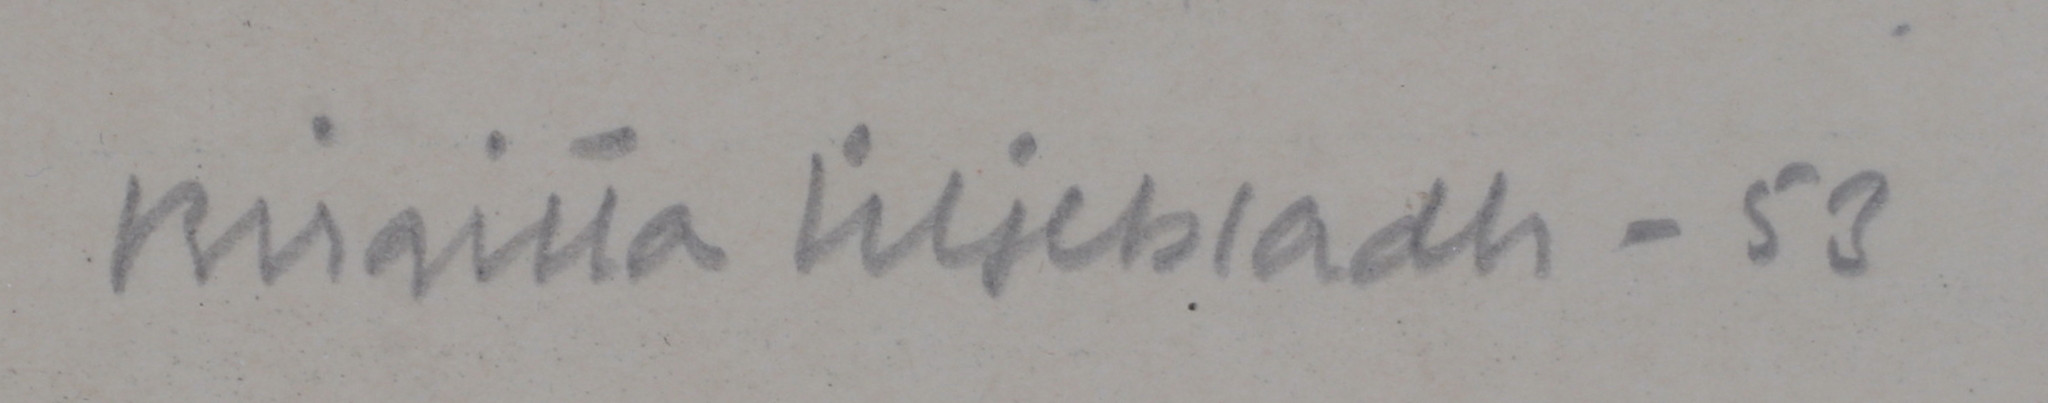 Birgitta Liljebladh - 53